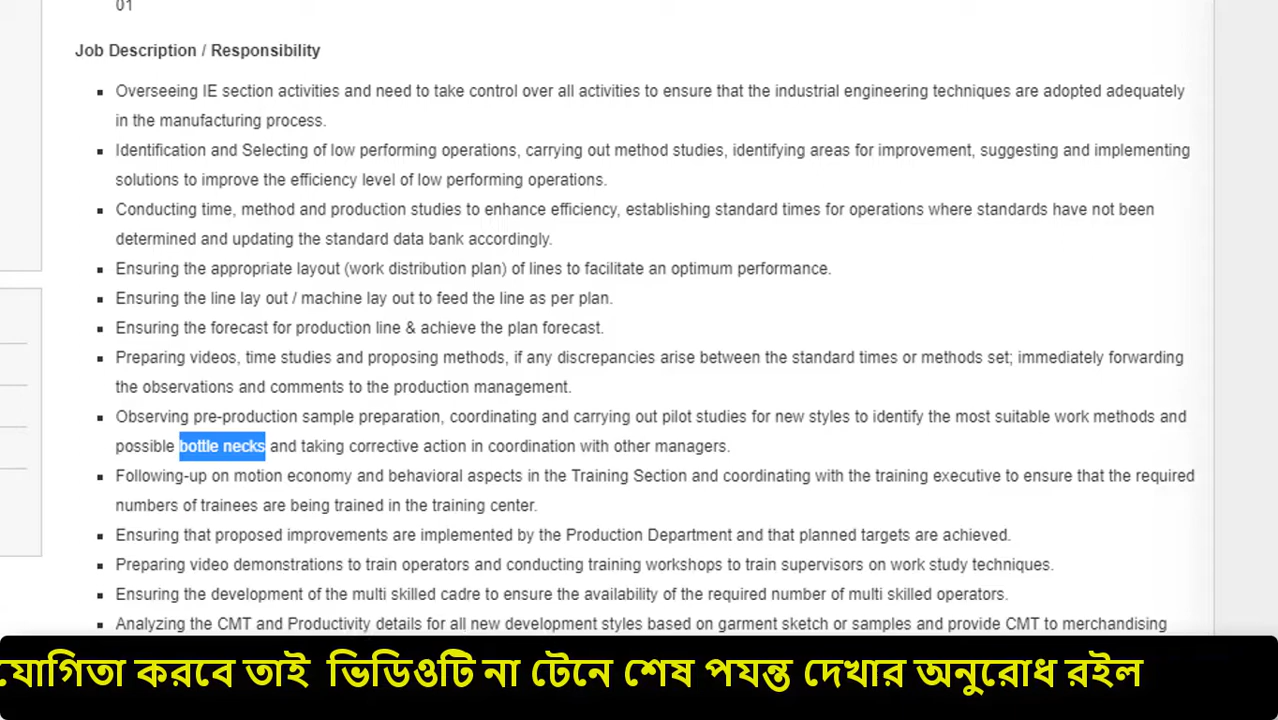 01
Job Description / Responsibility
Overseeing IE section activities and need to take control over all activities to ensure that the industrial engineering techniques are adopted adequately
in the manufacturing process.
Identification and Selecting of low performing operations, carrying out method studies, identifying areas for improvement, suggesting and implementing
solutions to improve the efficiency level of low performing operations.
Conducting time, method and production studies to enhance efficiency, establishing standard times for operations where standards have not been
determined and updating the standard data bank accordingly.
Ensuring the appropriate layout (work distribution plan) of lines to facilitate an optimum performance.
Ensuring the line lay out / machine lay out to feed the line as per plan.
Ensuring the forecast for production line & achieve the plan forecast.
Preparing videos, time studies and proposing methods, if any discrepancies arise between the standard times or methods set; immediately forwarding
the observations and comments to the production management.
Observing pre-production sample preparation, coordinating and carrying out pilot studies for new styles to identify the most suitable work methods and
possible bottle necks and taking corrective action in coordination with other managers.
Following-up on motion economy and behavioral aspects in the Training Section and coordinating with the training executive to ensure that the required
numbers of trainees are being trained in the training center.
Ensuring that proposed improvements are implemented by the Production Department and that planned targets are achieved.
Preparing video demonstrations to train operators and conducting training workshops to train supervisors on work study techniques.
Ensuring the development of the multi skilled cadre to ensure the availability of the required number of multi skilled operators.
Analyzing the CMT and Productivity details for all new development styles based on garment sketch or samples and provide CMT to merchandising
যোগিতা করবে তাই ভিডিওটি না টেনে শেষ পযন্ত দেখার অনুরোধ রইল